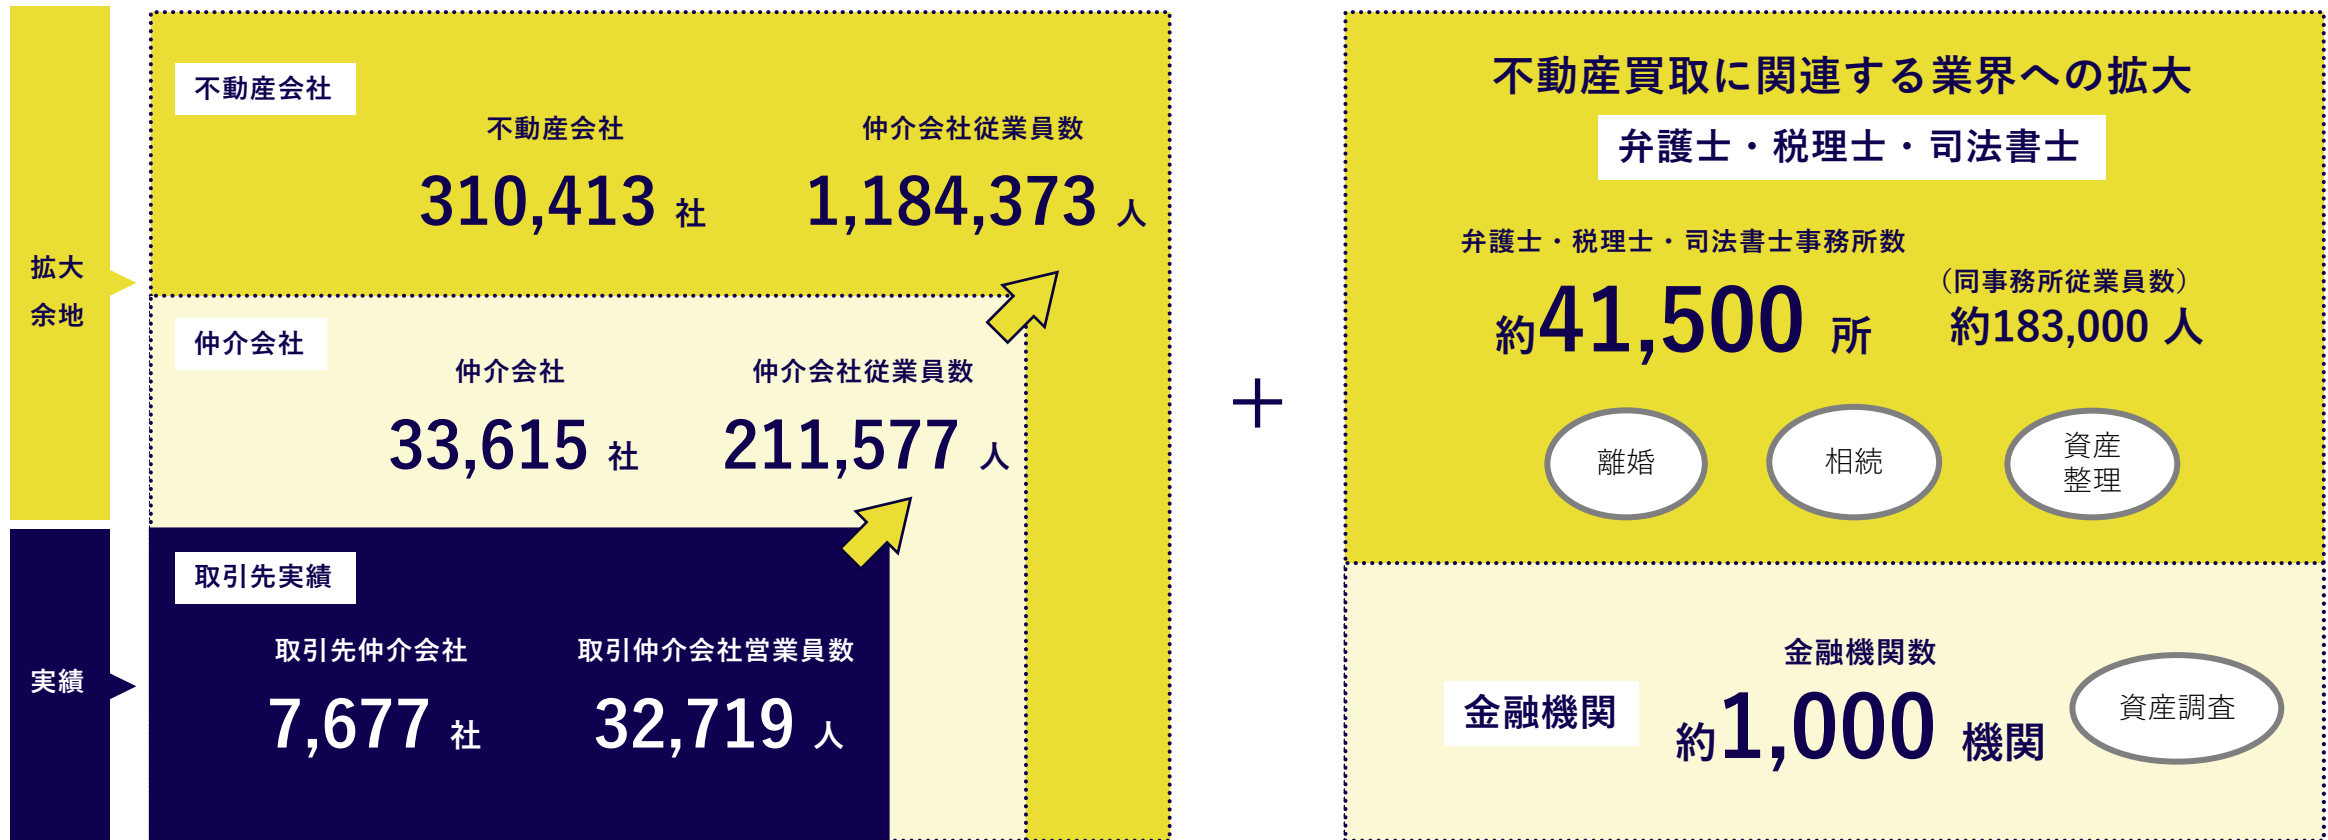 拡大
余地
実績
不動産会社
不動産会社
310,413 社
仲介会社従業員数
1,184,373 人
仲介会社
仲介会社
33,615 社
仲介会社従業員数
211,577 人
取引先実績
取引先仲介会社
7,677 社
取引仲介会社営業員数
32,719 人
＋
不動産買取に関連する業界への拡大
弁護士・税理士・司法書士
弁護士・税理士・司法書士事務所数
約41,500 所
（同事務所従業員数）
約183,000 人
離婚
相続
資産
整理
金融機関
金融機関数
約1,000 機関
資産調査